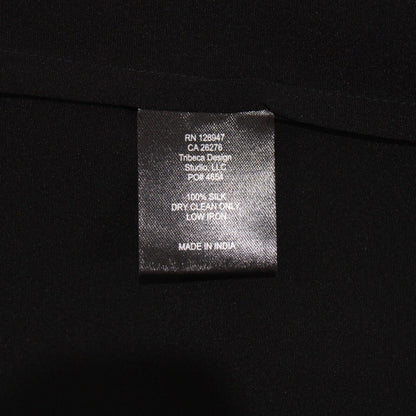 RN 128947
CA 26276
Tribeca Design
Studio, LLC
PO# 4654
100% SILK
DRY CLEAN ONLY
LOW IRON
MADE IN INDIA